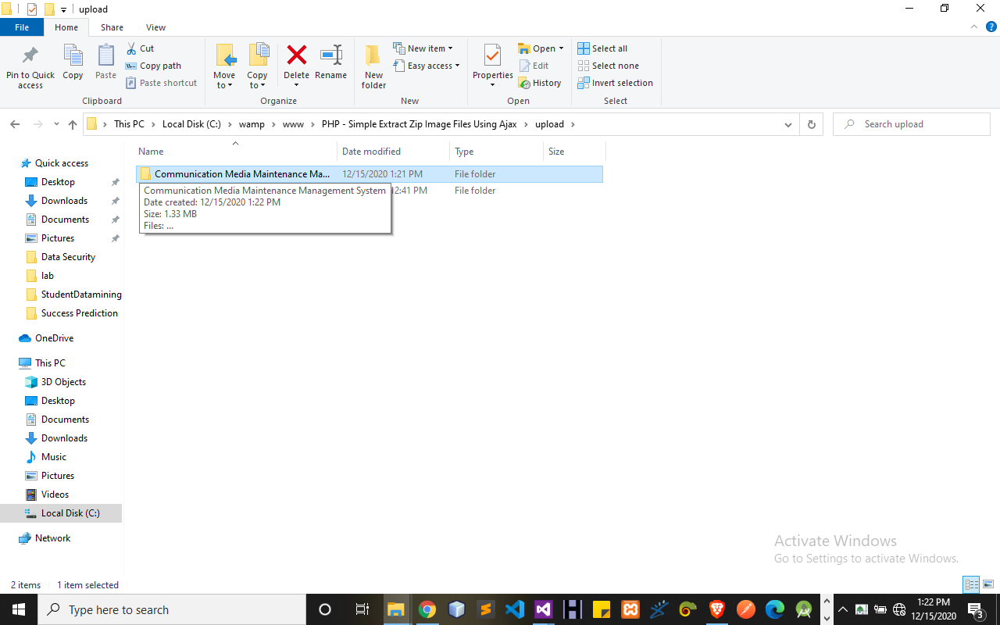 upload
File Home Share View
Pin to Quick access
Copy
Paste
Cut
Copy path
Paste shortcut
Clipboard
Move to
Copy to
Delete
Rename
Organize
New folder
New item
Easy access
New
Properties
Open
Edit
History
Open
Select all
Select none
Invert selection
Select
This PC > Local Disk (C:) > wamp > www > PHP - Simple Extract Zip Image Files Using Ajax > upload >
Search upload
Name Date modified Type Size
Communication Media Maintenance Ma... 12/15/2020 1:21 PM File folder
12:41 PM File folder
Communication Media Maintenance Management System
Date created: 12/15/2020 1:22 PM
Size: 1.33 MB
Files: ...
Quick access
Desktop
Downloads
Documents
Pictures
Data Security
lab
StudentDatamining
Success Prediction
OneDrive
This PC
3D Objects
Desktop
Documents
Downloads
Music
Pictures
Videos
Local Disk (C:)
Network
Activate Windows
Go to Settings to activate Windows.
2 items 1 item selected
Type here to search
1:22 PM
12/15/2020
3